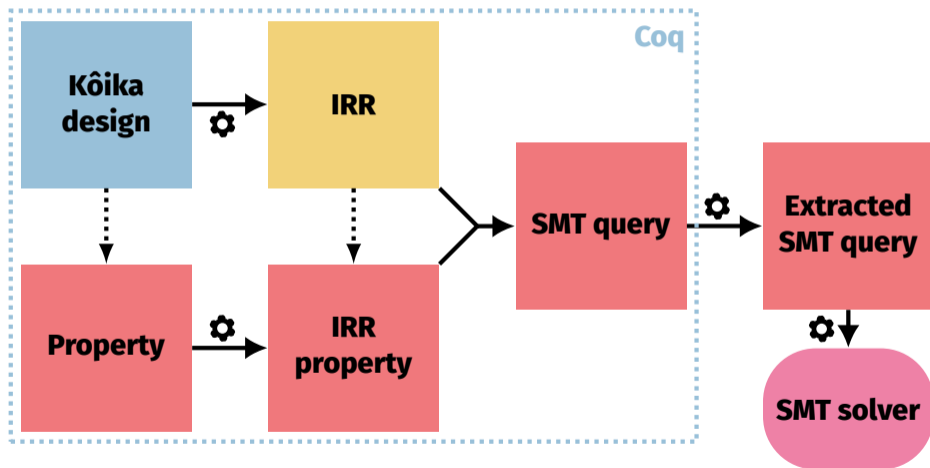 Coq
Kôika
design
IRR
SMT query
Extracted
SMT query
Property
IRR
property
SMT solver